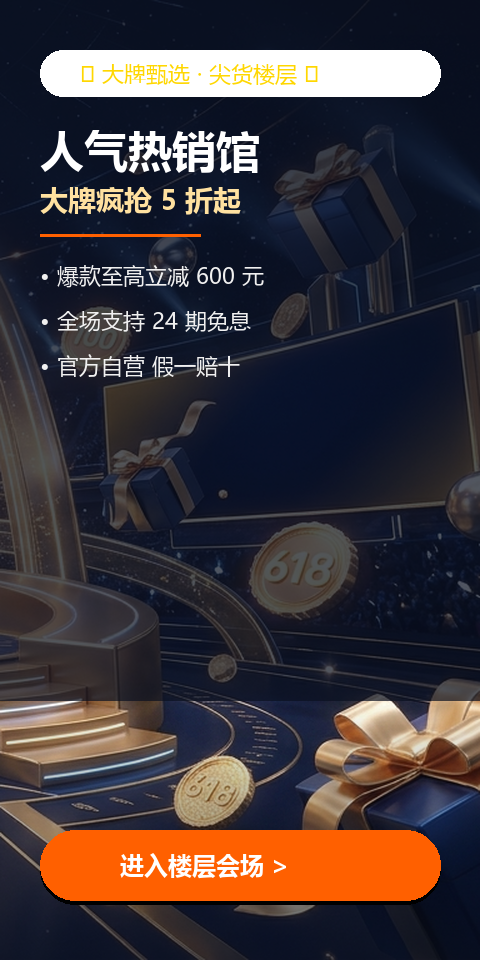 大牌甄选 · 尖货楼层
人气热销馆
大牌疯抢 5 折起
• 爆款至高立减 600 元
• 全场支持 24 期免息
• 官方自营 假一赔十
100
618
618
进入楼层会场 >